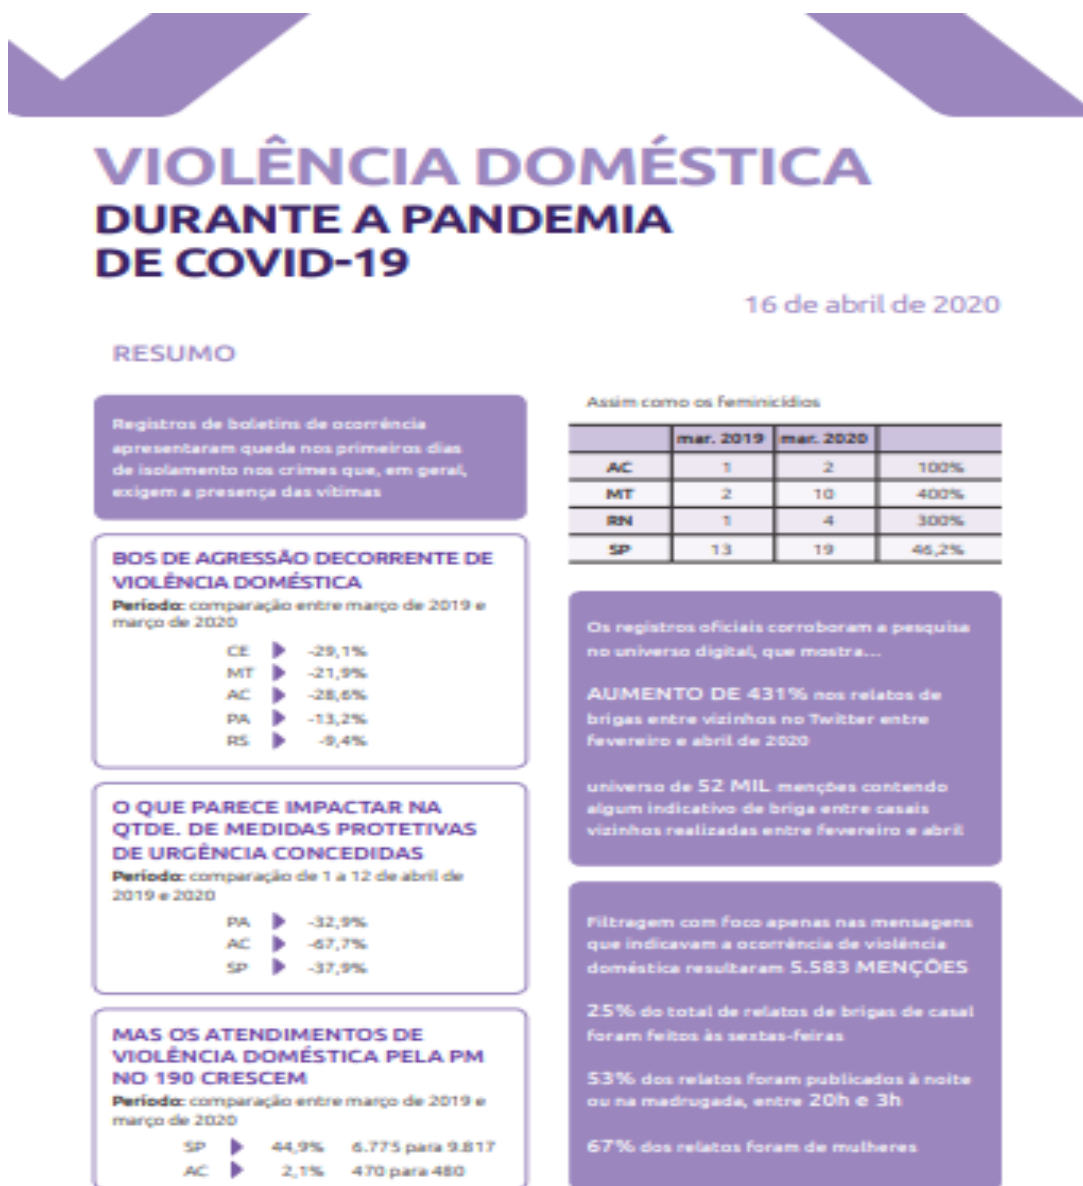 VIOLÊNCIA DOMÉSTICA
DURANTE A PANDEMIA
DE COVID-19
16 de abril de 2020
RESUMO
Registros de boletins de ocorrência
apresentaram queda nos primeiros dias
de isolamento nos crimes que, em geral,
exigem a presença das vítimas
BOS DE AGRESSÃO DECORRENTE DE
VIOLÊNCIA DOMÉSTICA
Período: comparação entre março de 2019 e
março de 2020
CE -29,1%
MT -21,9%
AC -28,6%
PA -13,2%
RS -9,4%
O QUE PARECE IMPACTAR NA
QTDE. DE MEDIDAS PROTETIVAS
DE URGÊNCIA CONCEDIDAS
Período: comparação de 1 a 12 de abril de
2019 e 2020
PA -32,9%
AC -67,7%
SP -37,9%
MAS OS ATENDIMENTOS DE
VIOLÊNCIA DOMÉSTICA PELA PM
NO 190 CRESCEM
Período: comparação entre março de 2019 e
março de 2020
SP 44,9% 6.775 para 9.817
AC 2,1% 470 para 480
Assim como os feminicídios
mar. 2019 mar. 2020
AC 1 2 100%
MT 2 10 400%
RN 1 4 300%
SP 13 19 46,2%
Os registros oficiais corroboram a pesquisa
no universo digital, que mostra...
AUMENTO DE 431% nos relatos de
brigas entre vizinhos no Twitter entre
fevereiro e abril de 2020
universo de 52 MIL menções contendo
algum indicativo de briga entre casais
vizinhos realizadas entre fevereiro e abril
Filtragem com foco apenas nas mensagens
que indicavam a ocorrência de violência
doméstica resultaram 5.583 MENÇÕES
25% do total de relatos de brigas de casal
foram feitos às sextas-feiras
53% dos relatos foram publicados à noite
ou na madrugada, entre 20h e 3h
67% dos relatos foram de mulheres